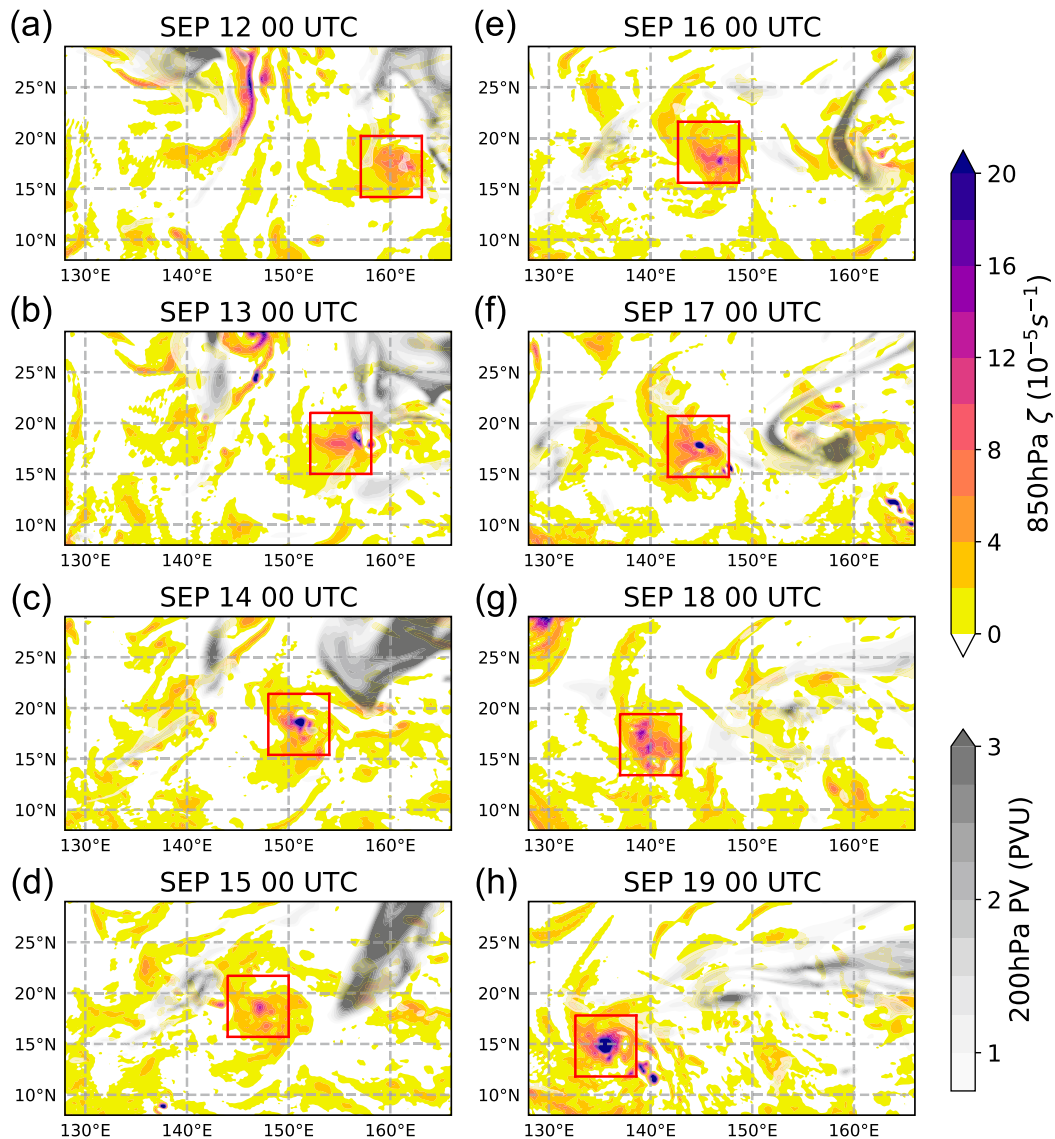 (a) SEP 12 00 UTC
25°N
20°N
15°N
10°N
130°E 140°E 150°E 160°E
(b) SEP 13 00 UTC
25°N
20°N
15°N
10°N
130°E 140°E 150°E 160°E
(c) SEP 14 00 UTC
25°N
20°N
15°N
10°N
130°E 140°E 150°E 160°E
(d) SEP 15 00 UTC
25°N
20°N
15°N
10°N
130°E 140°E 150°E 160°E
(e) SEP 16 00 UTC
25°N
20°N
15°N
10°N
130°E 140°E 150°E 160°E
(f) SEP 17 00 UTC
25°N
20°N
15°N
10°N
130°E 140°E 150°E 160°E
(g) SEP 18 00 UTC
25°N
20°N
15°N
10°N
130°E 140°E 150°E 160°E
(h) SEP 19 00 UTC
25°N
20°N
15°N
10°N
130°E 140°E 150°E 160°E
20
16
12
8
4
0
850hPa ζ (10⁻⁵s⁻¹)
3
2
1
200hPa PV (PVU)